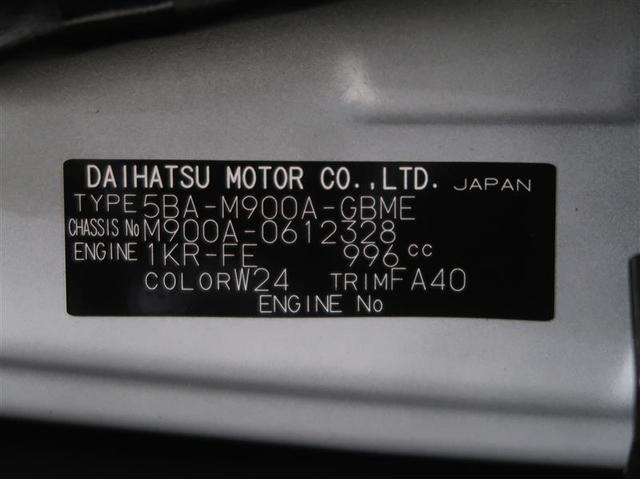 DAIHATSU MOTOR CO.,LTD. JAPAN
TYPE 5BA-M900A-GBME
CHASSIS No M900A-0612328
ENGINE 1KR-FE 996 cc
COLOR W24 TRIM FA40
ENGINE No